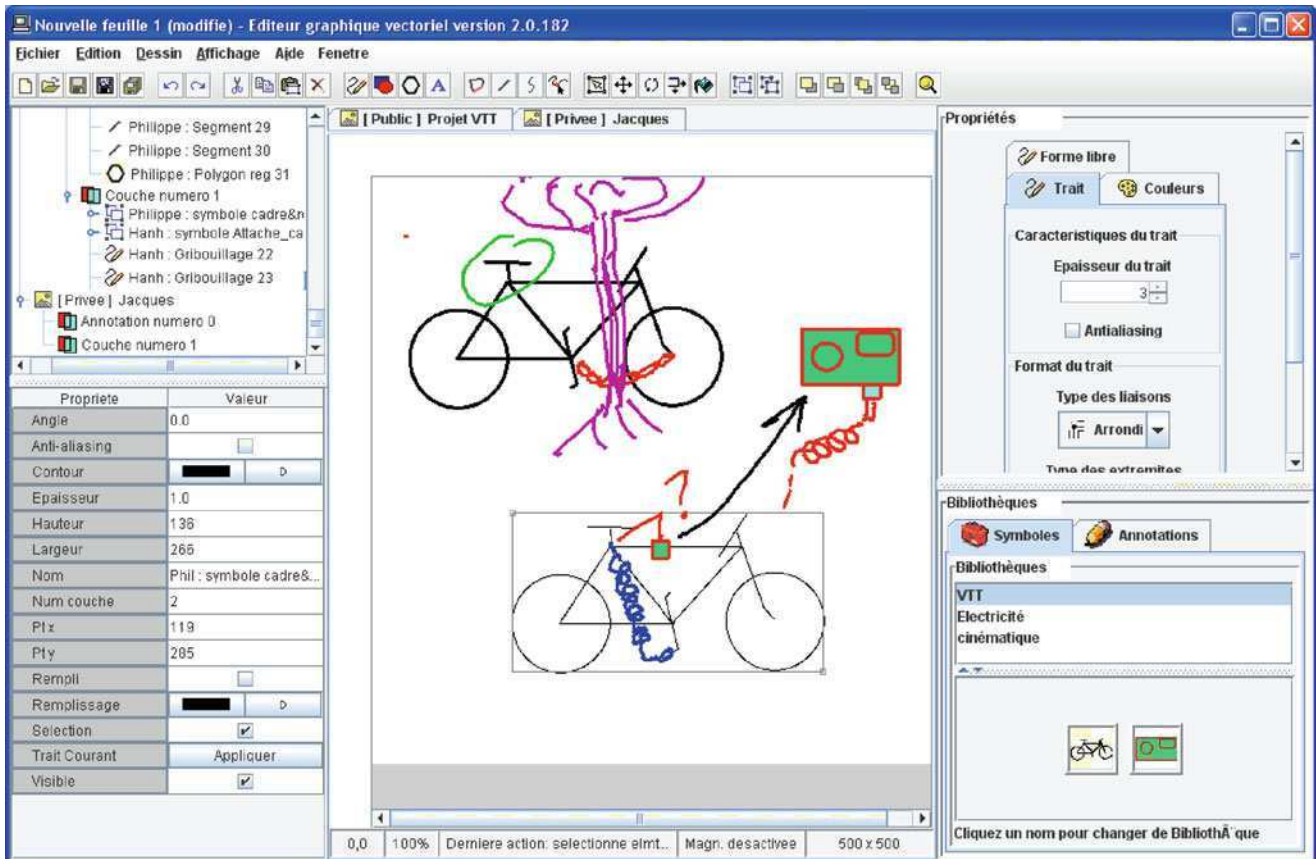 Nouvelle feuille 1 (modifie) - Editeur graphique vectoriel version 2.0.182
Fichier Edition Dessin Affichage Aide Fenetre
Philippe : Segment 29
Philippe : Segment 30
Philippe : Polygon reg 31
Couche numero 1
Philippe : symbole cadre&n
Hanh : symbole Attache_ca
Hanh : Gribouillage 22
Hanh : Gribouillage 23
[Privee] Jacques
Annotation numero 0
Couche numero 1
Propriete Valeur
Angle 0.0
Anti-aliasing
Contour D
Epaisseur 1.0
Hauteur 136
Largeur 266
Nom Phil : symbole cadre&...
Num couche 2
Pt x 119
Pt y 285
Rempli
Remplissage D
Selection
Trait Courant Appliquer
Visible
[Public] Projet VTT [Privee] Jacques
?
0,0 100% Derniere action: selectionne elmt... Magn. desactivee 500 x 500
Propriétés
Forme libre
Trait Couleurs
Caracteristiques du trait
Epaisseur du trait
3
Antialiasing
Format du trait
Type des liaisons
Arrondi
Type des extremites
Bibliothèques
Symboles Annotations
Bibliothèques
VTT
Electricité
cinématique
Cliquez un nom pour changer de BibliothÃ¨que